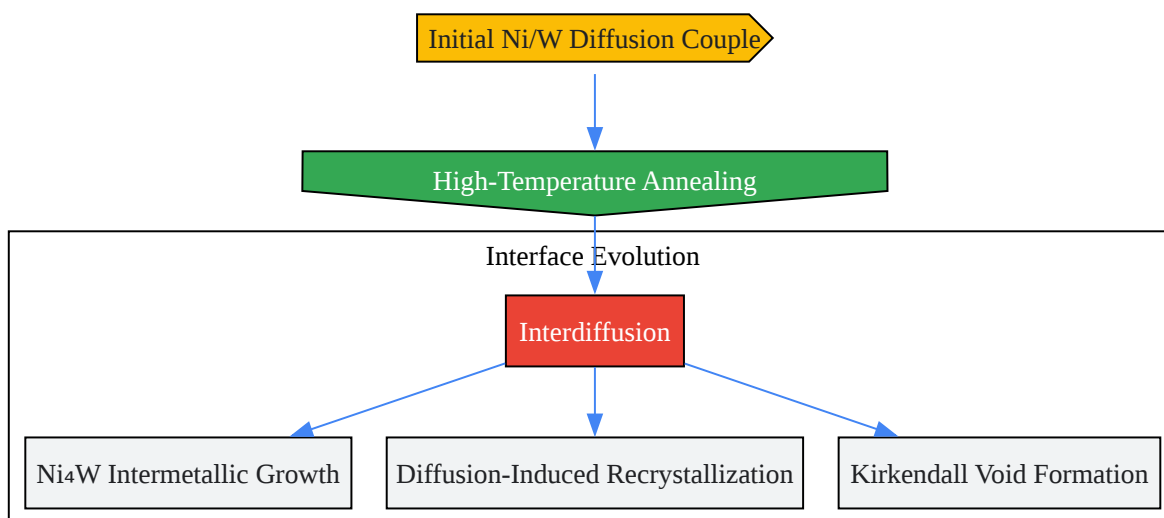 Initial Ni/W Diffusion Couple
High-Temperature Annealing
Interface Evolution
Interdiffusion
Ni₄W Intermetallic Growth
Diffusion-Induced Recrystallization
Kirkendall Void Formation